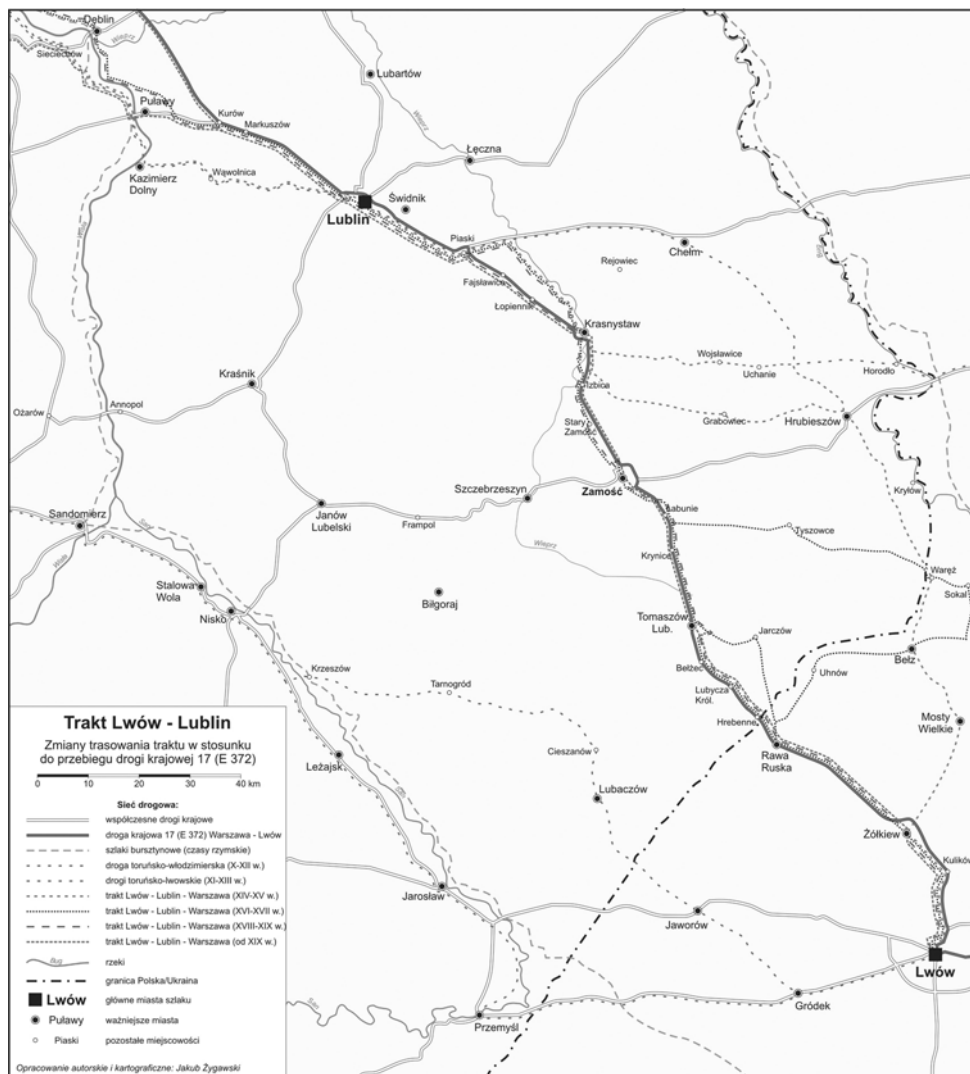 Dęblin
Sieciechów
Wieprz
Lubartów
Puławy
Kurów
Markuszów
Wieprz
Łęczna
Kazimierz
Dolny
Wąwolnica
Świdnik
Lublin
Piaski
Chełm
Bug
Rejowiec
Fajsławice
Łopiennik
Krasnystaw
Wojsławice
Uchanie
Horodło
Kraśnik
Izbica
Ożarów
Annopol
Stary
Zamość
Grabowiec
Hrubieszów
Zamość
Szczebrzeszyn
Kryłów
Sandomierz
Janów
Lubelski
Frampol
Łabunie
Tyszowce
San
Wisła
Wieprz
Krynice
Waręż
Sokal
Stalowa
Wola
Nisko
Biłgoraj
Tomaszów
Lub.
Jarczów
Bełz
Uhnów
Krzeszów
Tarnogród
Bełżec
Lubycza
Król.
Hrebenne
Mosty
Wielkie
Cieszanów
Rawa
Ruska
Leżajsk
San
Lubaczów
Żółkiew
Kulików
Jarosław
Jaworów
Lwów
Gródek
San
Przemyśl
Trakt Lwów - Lublin
Zmiany trasowania traktu w stosunku
do przebiegu drogi krajowej 17 (E 372)
0 10 20 30 40 km
Sieć drogowa:
współczesne drogi krajowe
droga krajowa 17 (E 372) Warszawa - Lwów
szlaki bursztynowe (czasy rzymskie)
droga toruńsko-włodzimierska (X-XII w.)
drogi toruńsko-lwowskie (XI-XIII w.)
trakt Lwów - Lublin - Warszawa (XIV-XV w.)
trakt Lwów - Lublin - Warszawa (XVI-XVII w.)
trakt Lwów - Lublin - Warszawa (XVIII-XIX w.)
trakt Lwów - Lublin - Warszawa (od XIX w.)
Bug rzeki
granica Polska/Ukraina
Lwów główne miasta szlaku
Puławy ważniejsze miasta
Piaski pozostałe miejscowości
Opracowanie autorskie i kartograficzne: Jakub Żygawski